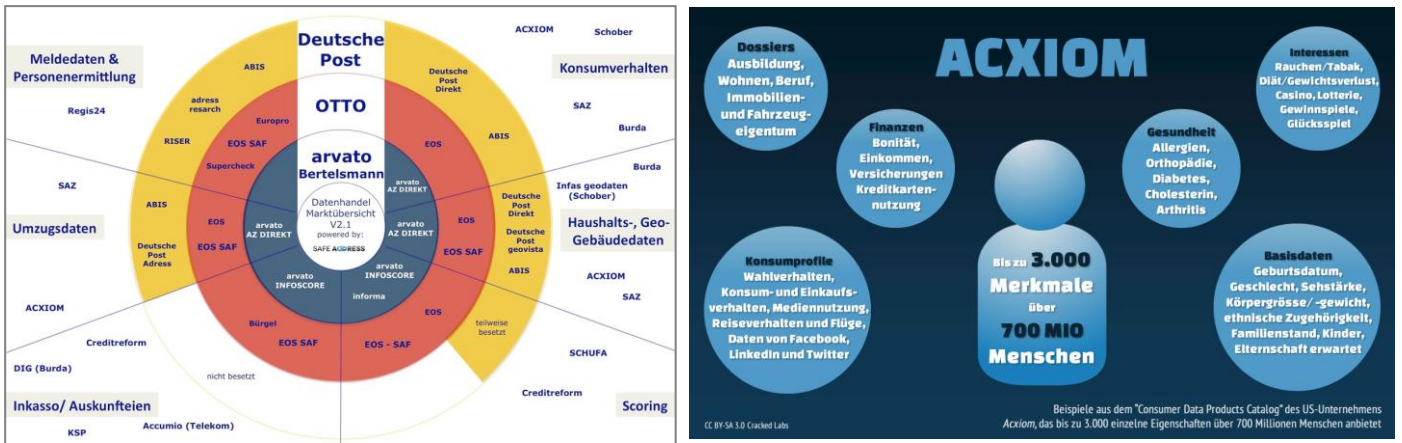 Deutsche
Post
OTTO
arvato
Bertelsmann
Datenhandel
Marktübersicht
V2.1
powered by:
SAFE ADDRESS
Meldedaten &
Personenermittlung
Regis24
ABIS
adress
resarch
RISER
Europro
EOS SAF
Supercheck
ACXIOM
Schober
Konsumverhalten
SAZ
Burda
Deutsche
Post
Direkt
ABIS
EOS
arvato
AZ DIREKT
SAZ
Umzugsdaten
ACXIOM
ABIS
Deutsche
Post
Adress
EOS
EOS SAF
arvato
AZ DIREKT
Burda
Infas geodaten
(Schober)
Haushalts-, Geo-
Gebäudedaten
ACXIOM
SAZ
Deutsche
Post
Direkt
Deutsche
Post
geovista
ABIS
EOS
EOS SAF
arvato
AZ DIREKT
Creditreform
DIG (Burda)
Inkasso/ Auskunfteien
KSP
Accumio (Telekom)
nicht besetzt
Bürgel
EOS SAF
arvato
INFOSCORE
arvato
INFOSCORE
informa
EOS
EOS - SAF
teilweise
besetzt
SCHUFA
Creditreform
Scoring
ACXIOM
Dossiers
Ausbildung,
Wohnen, Beruf,
Immobilien-
und Fahrzeug-
eigentum
Finanzen
Bonität,
Einkommen,
Versicherungen
Kreditkarten-
nutzung
Gesundheit
Allergien,
Orthopädie,
Diabetes,
Cholesterin,
Arthritis
Interessen
Rauchen/Tabak,
Diät/Gewichtsverlust,
Casino, Lotterie,
Gewinnspiele,
Glücksspiel
Konsumprofile
Wahlverhalten,
Konsum- und Einkaufs-
verhalten, Mediennutzung,
Reiseverhalten und Flüge,
Daten von Facebook,
LinkedIn und Twitter
Bis zu 3.000
Merkmale
über
700 MIO
Menschen
Basisdaten
Geburtsdatum,
Geschlecht, Sehstärke,
Körpergrösse/ -gewicht,
ethnische Zugehörigkeit,
Familienstand, Kinder,
Elternschaft erwartet
CC BY-SA 3.0 Cracked Labs
Beispiele aus dem "Consumer Data Products Catalog" des US-Unternehmens
Acxiom, das bis zu 3.000 einzelne Eigenschaften über 700 Millionen Menschen anbietet